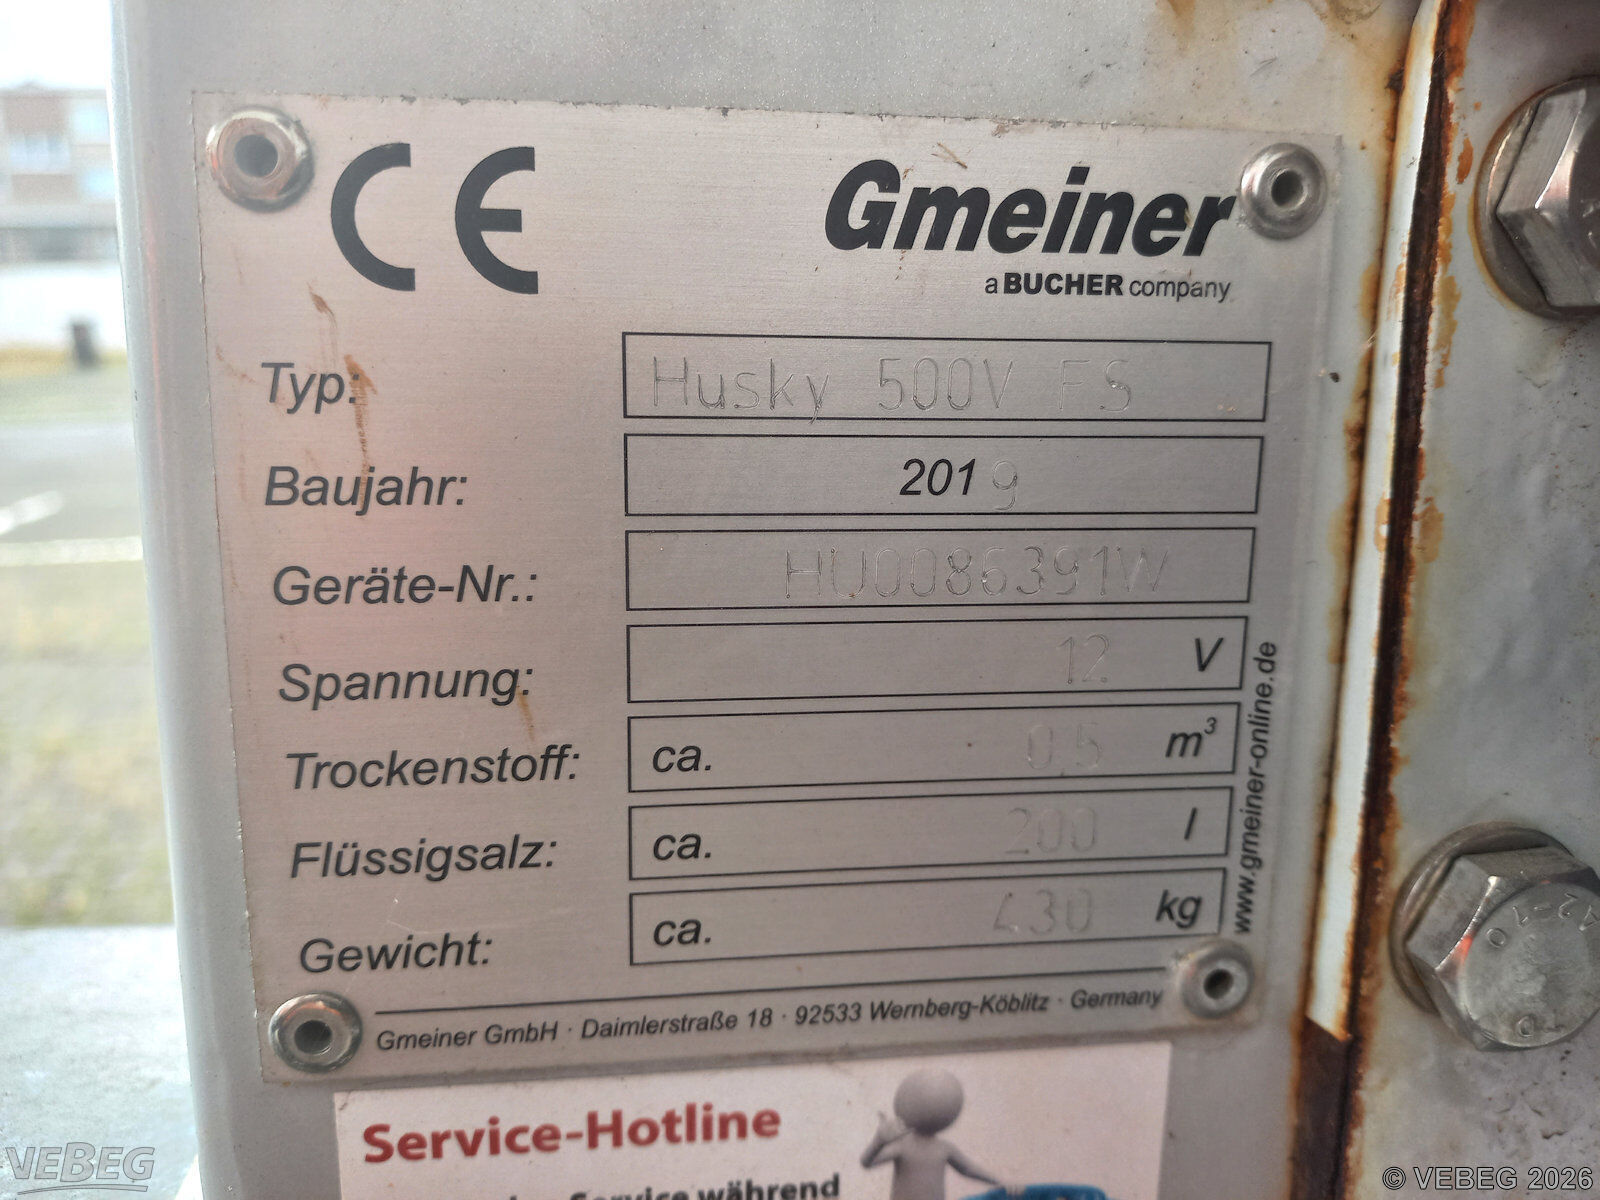 CE
Gmeiner
a BUCHER company
Typ: Husky 500V FS
Baujahr: 2019
Geräte-Nr.: HU0086391W
Spannung: 12 V
Trockenstoff: ca. 0,5 m³
Flüssigsalz: ca. 200 l
Gewicht: ca. 430 kg
www.gmeiner-online.de
Gmeiner GmbH · Daimlerstraße 18 · 92533 Wernberg-Köblitz · Germany
Service-Hotline
Service während
VEBEG
© VEBEG 2026